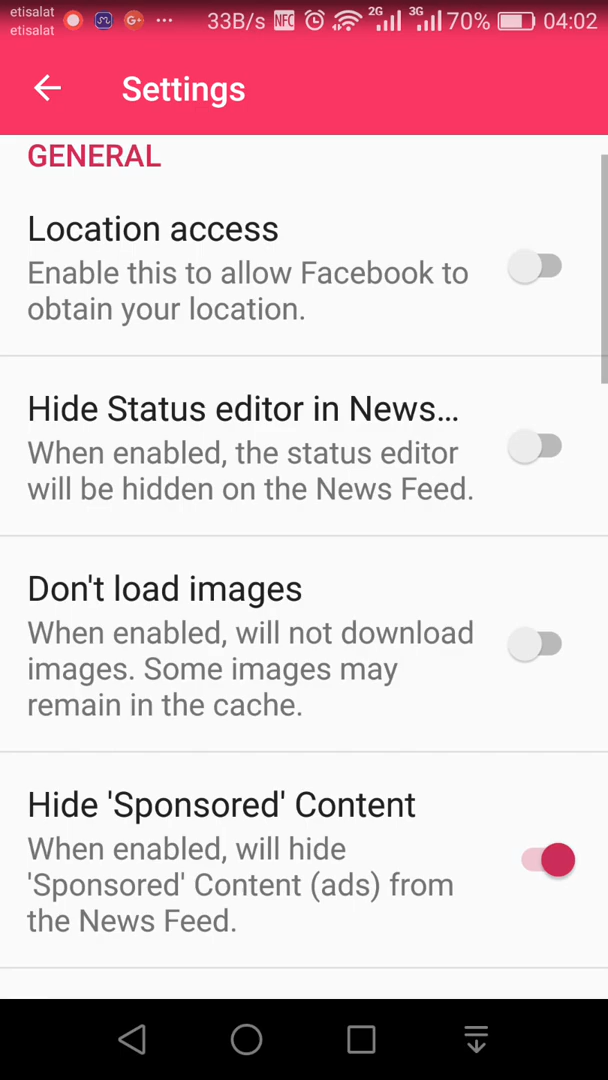 etisalat
etisalat
33B/s NFC 2G 3G 70% 04:02
G+
Settings
GENERAL
Location access
Enable this to allow Facebook to
obtain your location.
Hide Status editor in News...
When enabled, the status editor
will be hidden on the News Feed.
Don't load images
When enabled, will not download
images. Some images may
remain in the cache.
Hide 'Sponsored' Content
When enabled, will hide
'Sponsored' Content (ads) from
the News Feed.